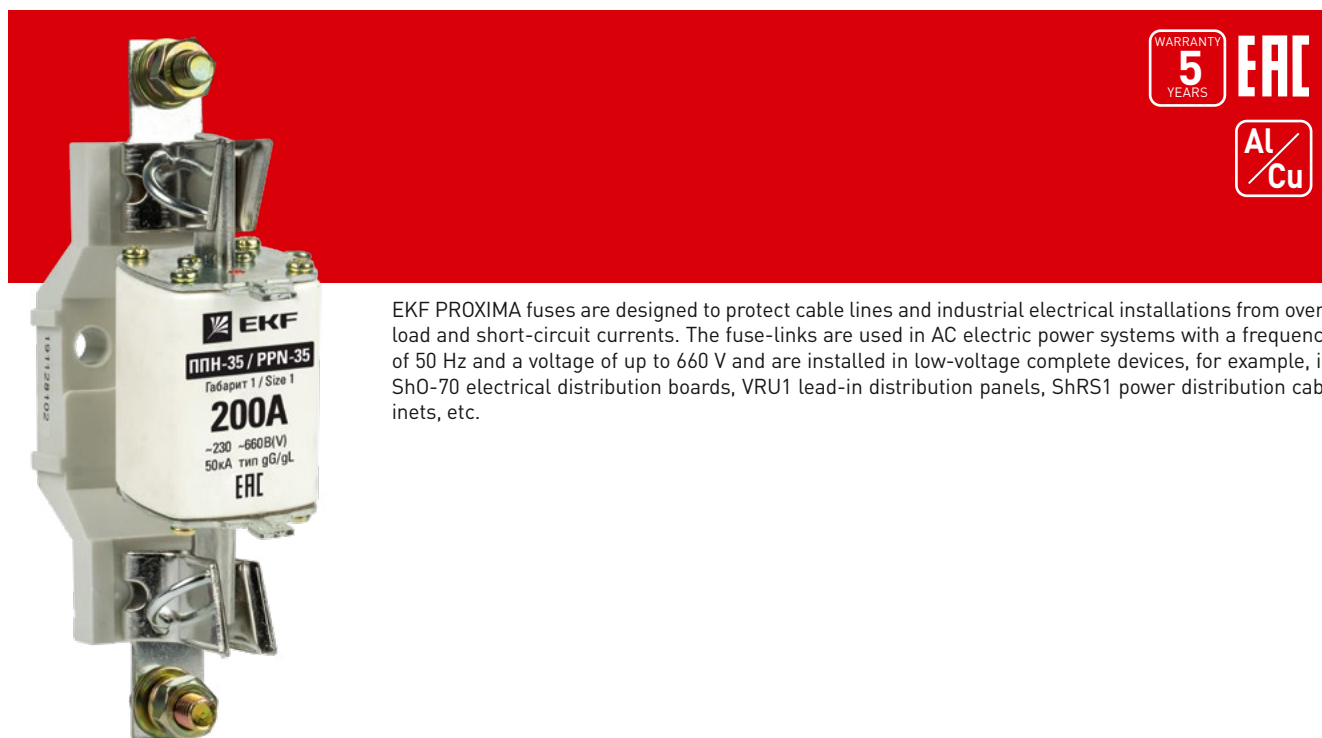 WARRANTY
5
YEARS
EAC
Al/Cu
EKF
ППН-35 / PPN-35
Габарит 1 / Size 1
200A
~230 ~660В(V)
50кА тип gG/gL
EAC
191128102
EKF PROXIMA fuses are designed to protect cable lines and industrial electrical installations from over
load and short-circuit currents. The fuse-links are used in AC electric power systems with a frequenc
of 50 Hz and a voltage of up to 660 V and are installed in low-voltage complete devices, for example, i
ShO-70 electrical distribution boards, VRU1 lead-in distribution panels, ShRS1 power distribution cab
inets, etc.